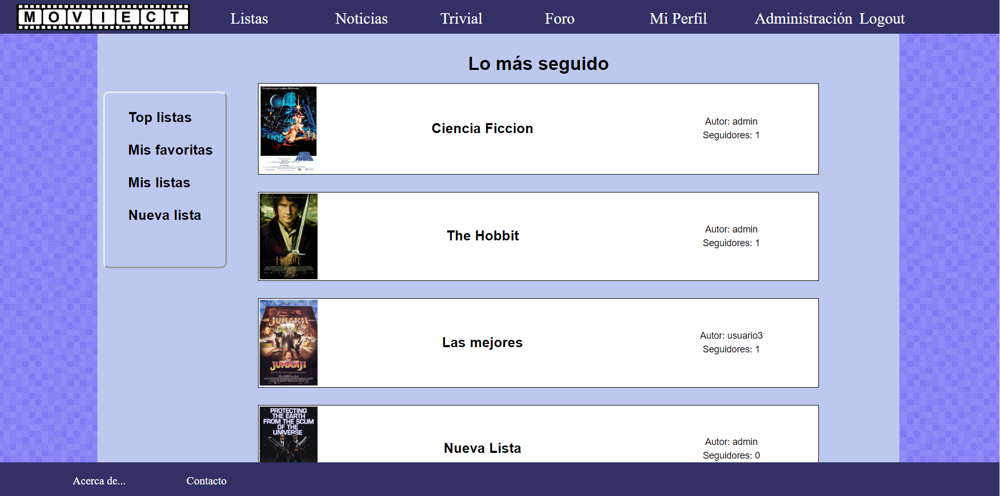 MOVIECT
Listas
Noticias
Trivial
Foro
Mi Perfil
Administración
Logout
Lo más seguido
Top listas
Mis favoritas
Mis listas
Nueva lista
STAR
WARS
Ciencia Ficcion
Autor: admin
Seguidores: 1
HOBBIT
The Hobbit
Autor: admin
Seguidores: 1
JUMANJI
JUMANJI
Las mejores
Autor: usuario3
Seguidores: 1
PROTECTING
THE EARTH
FROM THE SCUM
OF THE
UNIVERSE
Nueva Lista
Autor: admin
Seguidores: 0
Acerca de...
Contacto